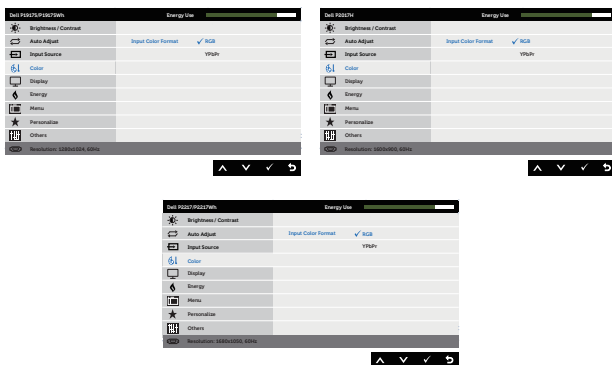 Dell P1917S/P1917SWh Energy Use
Brightness / Contrast
Auto Adjust Input Color Format ✓ RGB
Input Source YPbPr
Color
Display
Energy
Menu
Personalize
Others
Resolution: 1280x1024, 60Hz
Dell P2017H Energy Use
Brightness / Contrast
Auto Adjust Input Color Format ✓ RGB
Input Source YPbPr
Color
Display
Energy
Menu
Personalize
Others
Resolution: 1600x900, 60Hz
Dell P2217/P2217Wh Energy Use
Brightness / Contrast
Auto Adjust Input Color Format ✓ RGB
Input Source YPbPr
Color
Display
Energy
Menu
Personalize
Others
Resolution: 1680x1050, 60Hz